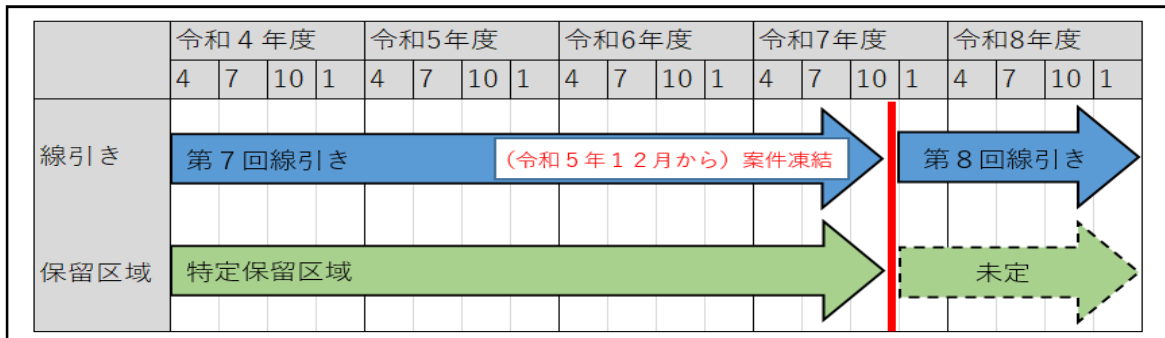 令和４年度 令和5年度 令和6年度 令和7年度 令和8年度
4 7 10 1 4 7 10 1 4 7 10 1 4 7 10 1 4 7 10 1
線引き 第７回線引き （令和５年１２月から）案件凍結 第８回線引き
保留区域 特定保留区域 未定